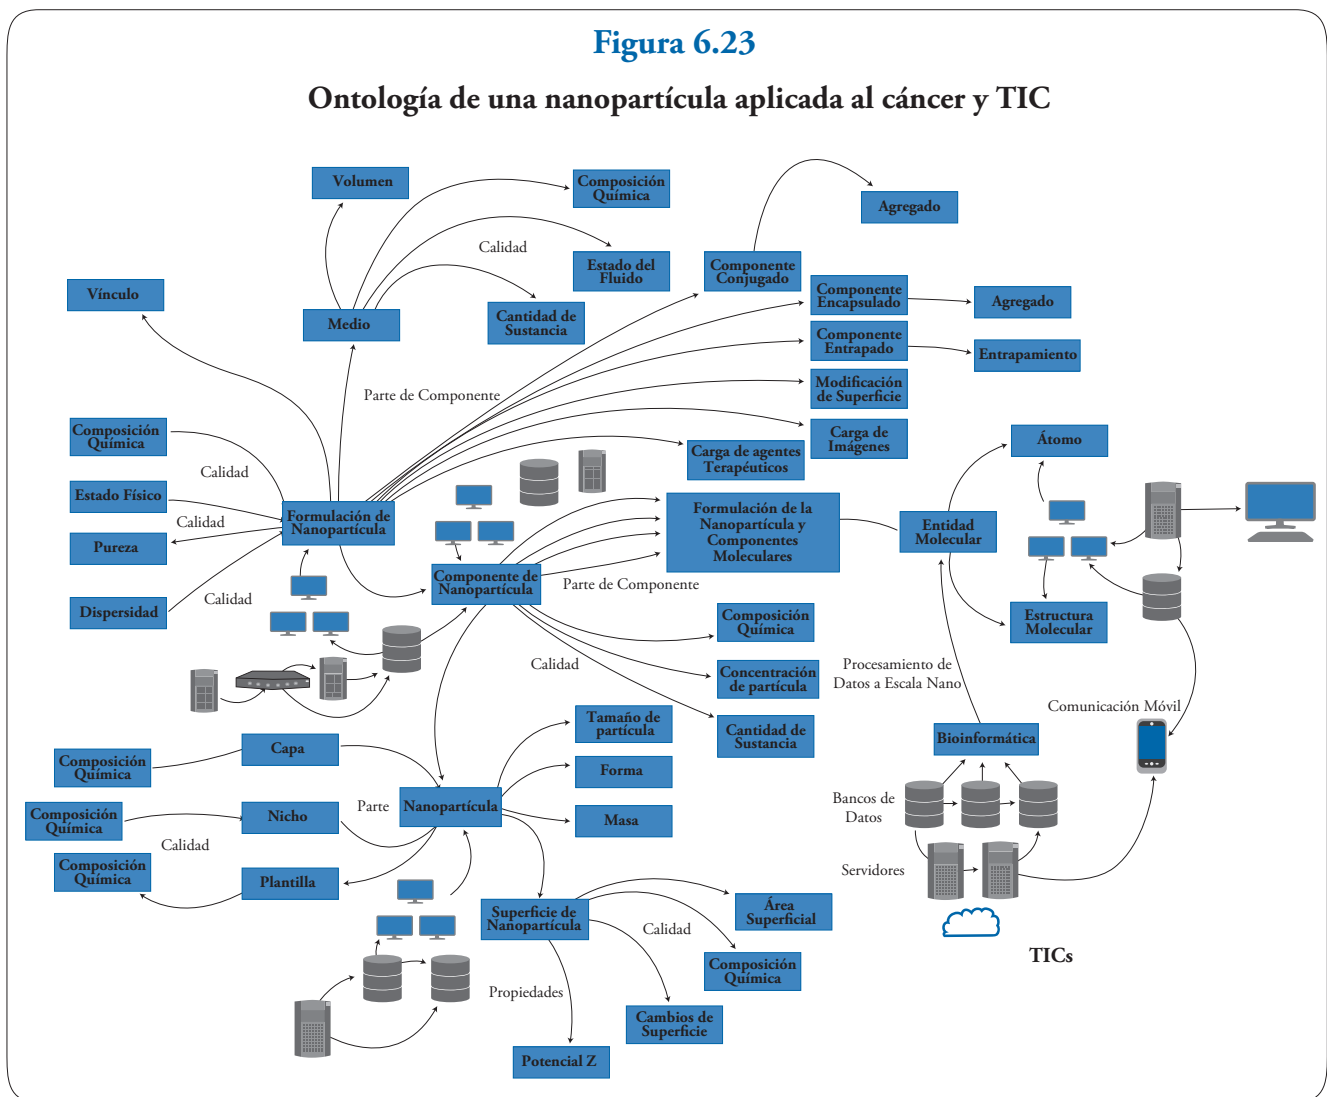 Figura 6.23
Ontología de una nanopartícula aplicada al cáncer y TIC
Volumen
Composición
Química
Agregado
Calidad
Estado del
Fluido
Componente
Conjugado
Vínculo
Componente
Encapsulado
Agregado
Medio
Cantidad de
Sustancia
Componente
Entrapado
Entrapamiento
Parte de Componente
Modificación
de Superficie
Composición
Química
Carga de
Imágenes
Átomo
Calidad
Carga de agentes
Terapéuticos
Estado Físico
Formulación de
Nanopartícula
Calidad
Pureza
Formulación de la
Nanopartícula y
Componentes
Moleculares
Entidad
Molecular
Componente de
Nanopartícula
Parte de Componente
Calidad
Dispersidad
Composición
Química
Estructura
Molecular
Calidad
Concentración
de partícula
Procesamiento de
Datos a Escala Nano
Comunicación Móvil
Tamaño de
partícula
Cantidad de
Sustancia
Bioinformática
Capa
Composición
Química
Forma
Parte
Nanopartícula
Bancos de
Datos
Composición
Química
Nicho
Masa
Calidad
Composición
Química
Plantilla
Servidores
Superficie de
Nanopartícula
Área
Superficial
Calidad
TICs
Composición
Química
Propiedades
Cambios de
Superficie
Potencial Z